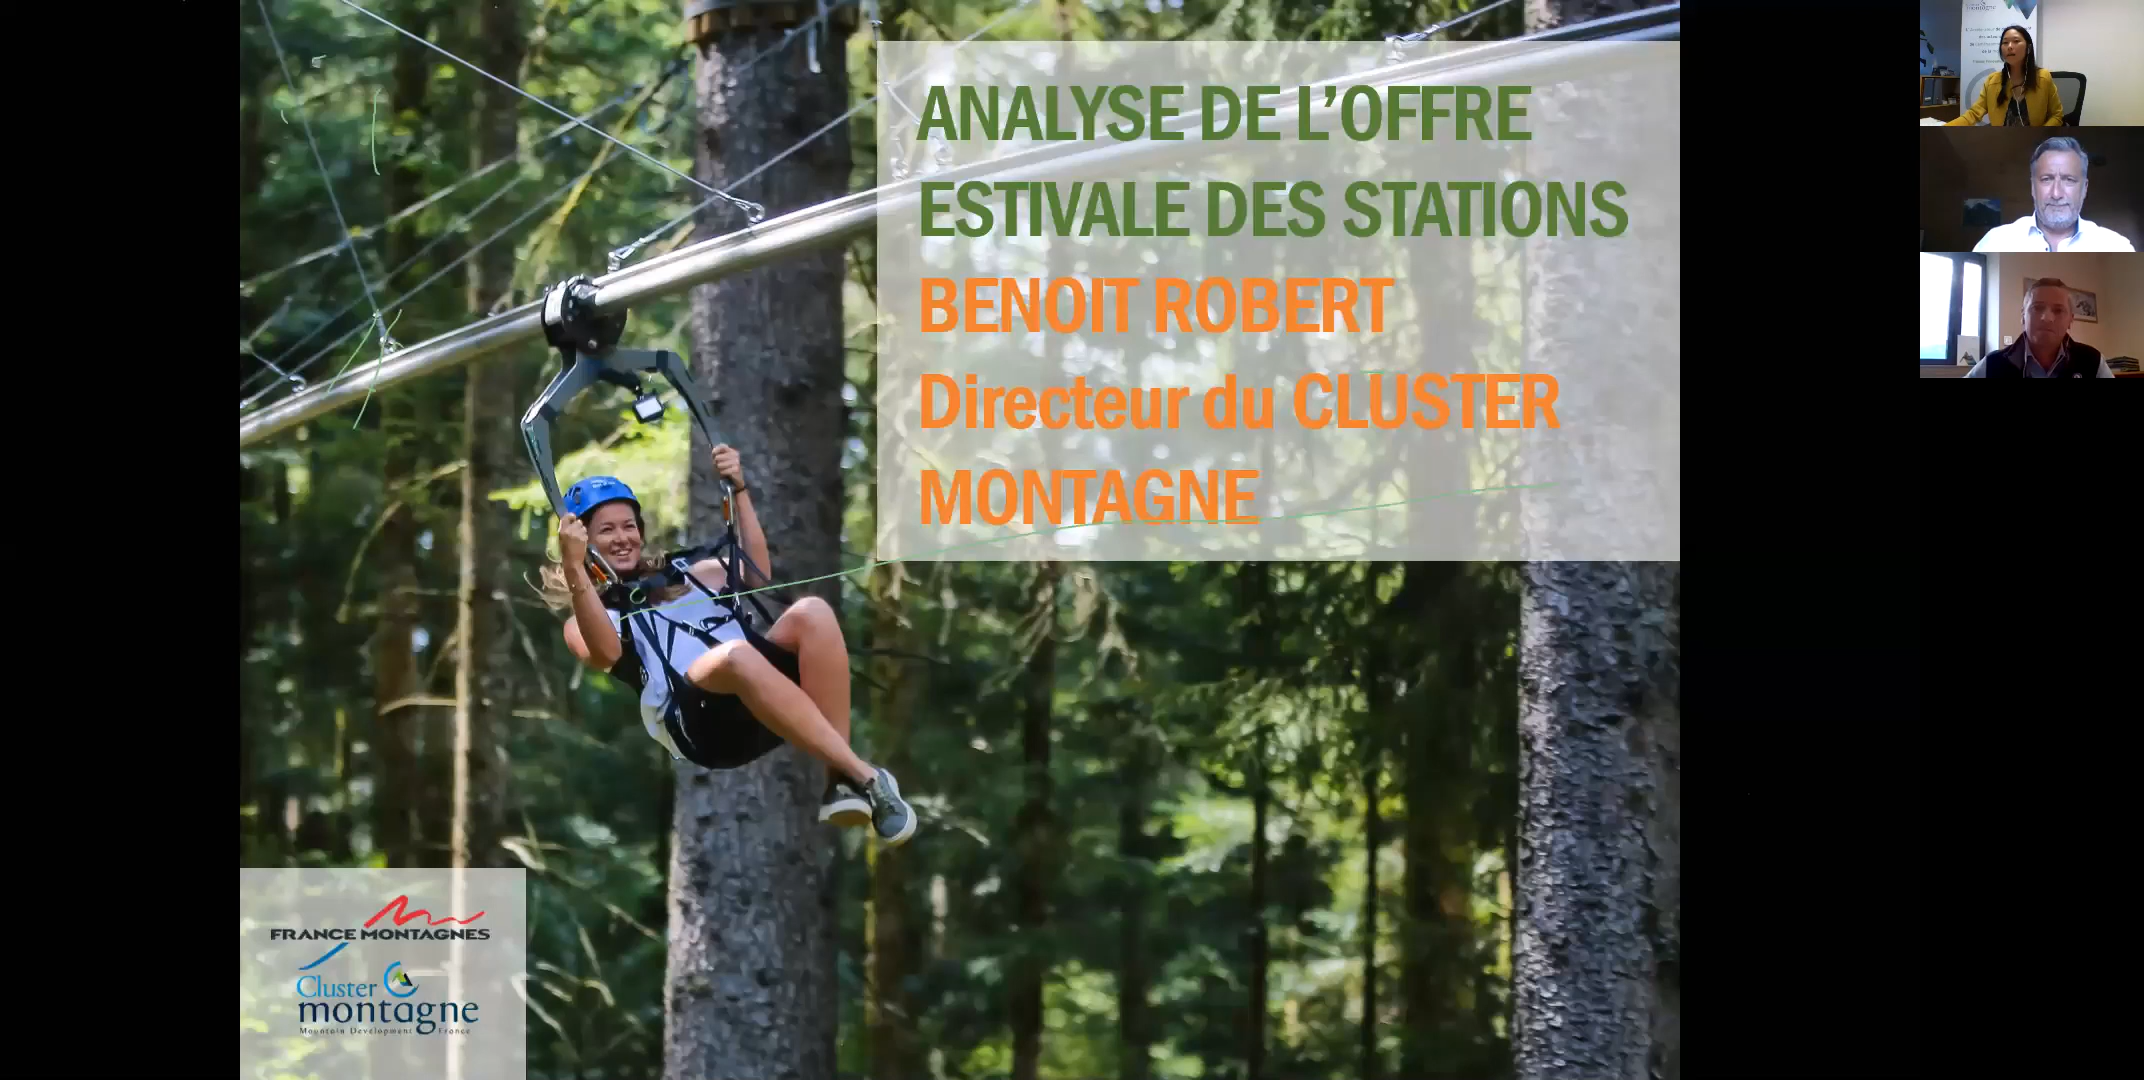 ANALYSE DE L’OFFRE
ESTIVALE DES STATIONS
BENOIT ROBERT
Directeur du CLUSTER
MONTAGNE
FRANCE MONTAGNES
Cluster
montagne
Mountain Development France